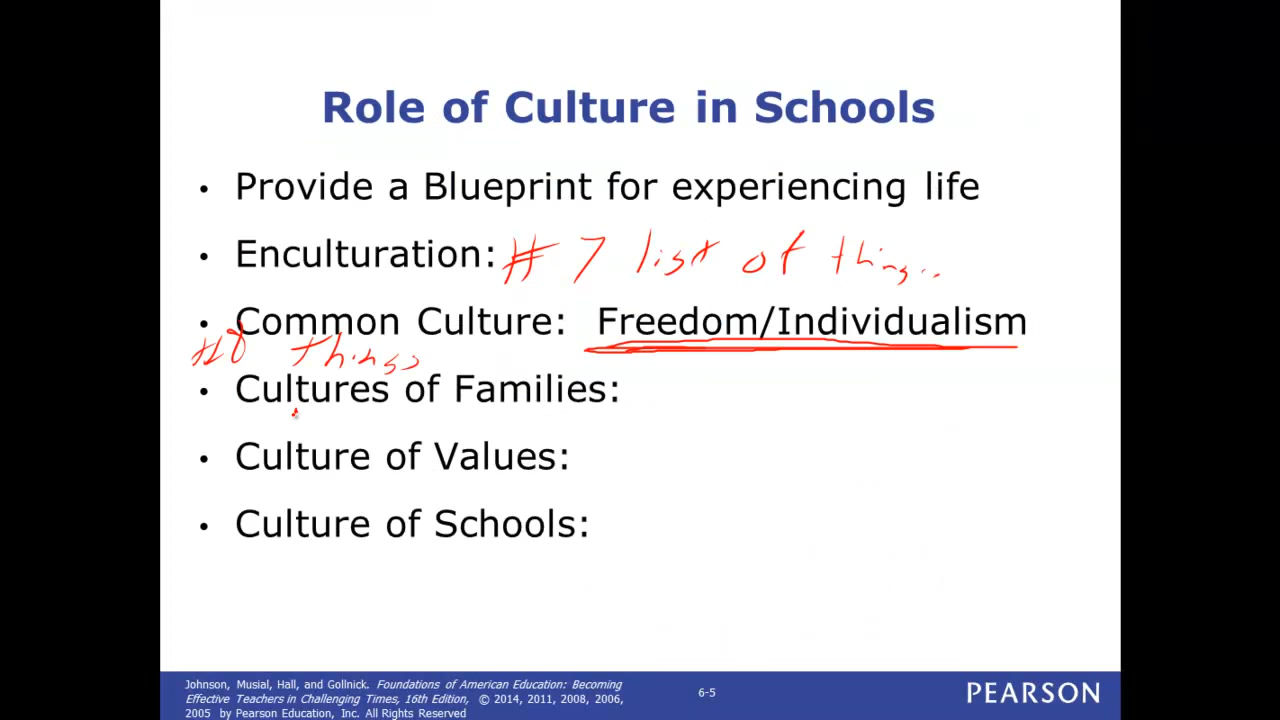 Role of Culture in Schools
• Provide a Blueprint for experiencing life
• Enculturation: # 7 list of things..
• Common Culture: Freedom/Individualism
#8 things
• Cultures of Families:
• Culture of Values:
• Culture of Schools:
Johnson, Musial, Hall, and Gollnick. Foundations of American Education: Becoming
Effective Teachers in Challenging Times, 16th Edition, © 2014, 2011, 2008, 2006,
2005 by Pearson Education, Inc. All Rights Reserved
6-5
PEARSON